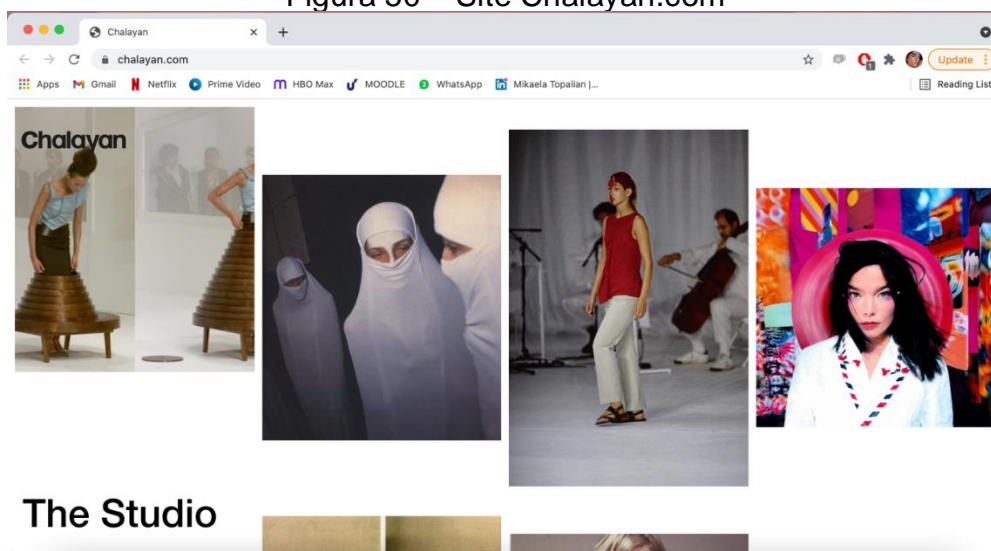 Figura 50 – Site Chalayan.com
Chalayan
chalayan.com
Update
Apps
Gmail
Netflix
Prime Video
HBO Max
MOODLE
WhatsApp
Mikaela Topalian |...
Reading List
Chalayan
The Studio